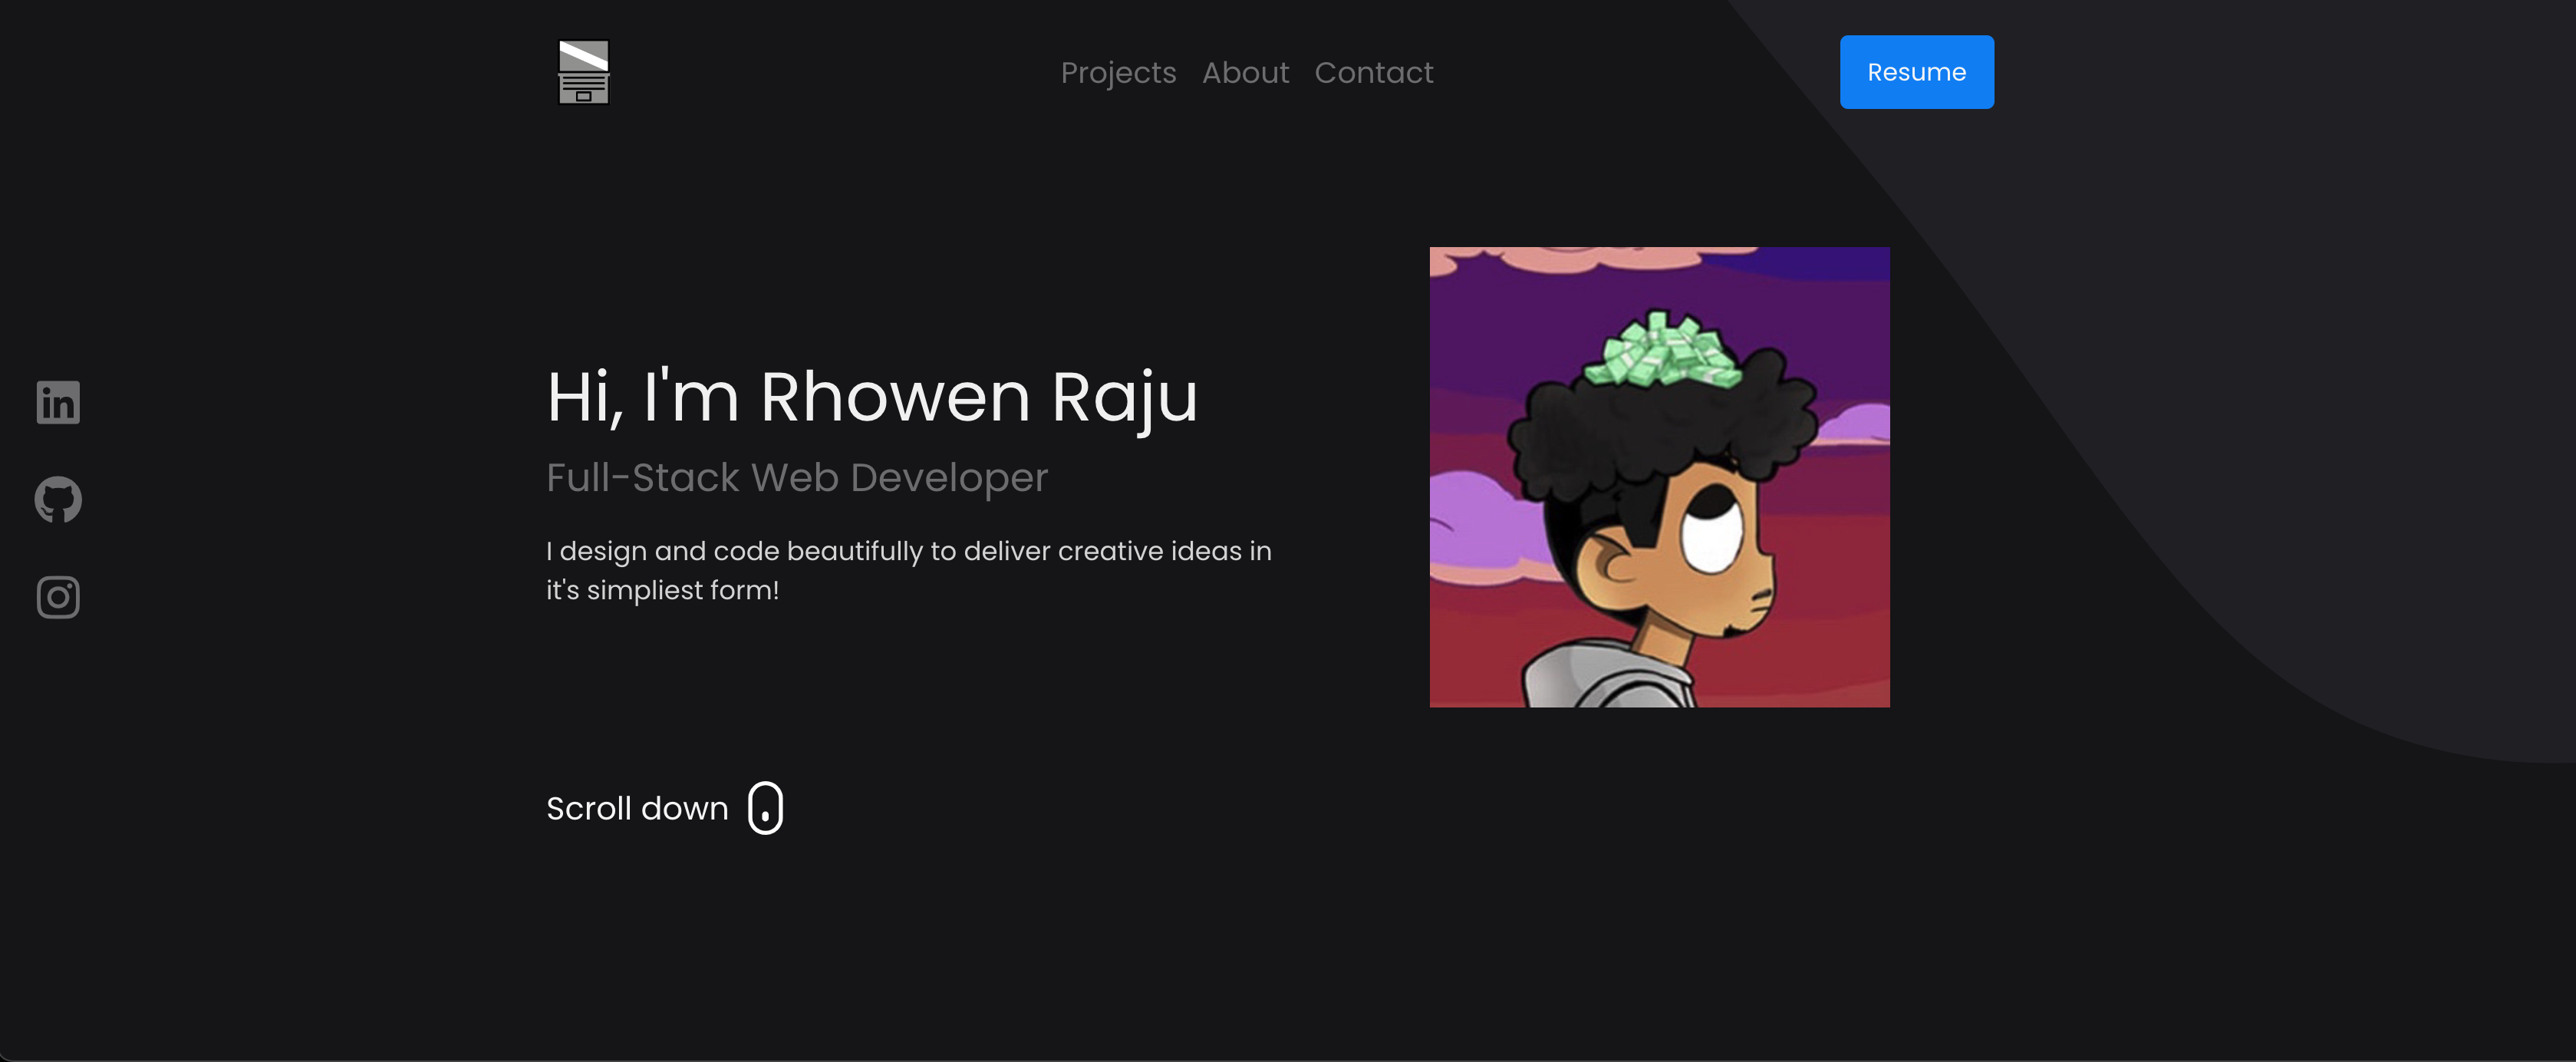 Projects About Contact
Resume
Hi, I'm Rhowen Raju
Full-Stack Web Developer
I design and code beautifully to deliver creative ideas in
it's simpliest form!
Scroll down